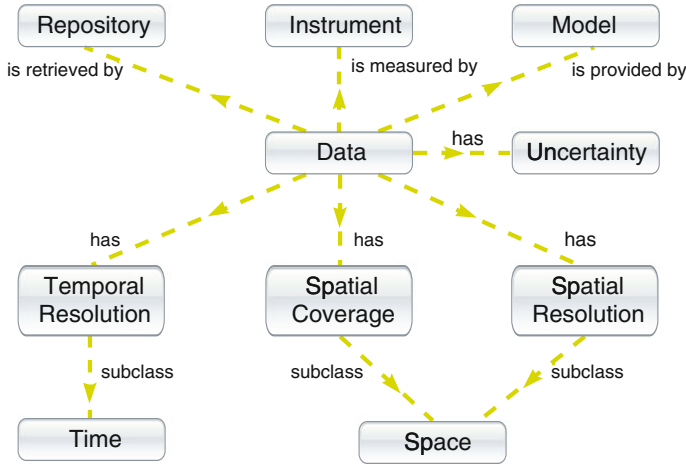 Repository
Instrument
Model
is retrieved by
is measured by
is provided by
Data
has
Uncertainty
has
has
has
Temporal
Resolution
Spatial
Coverage
Spatial
Resolution
subclass
subclass
subclass
Time
Space